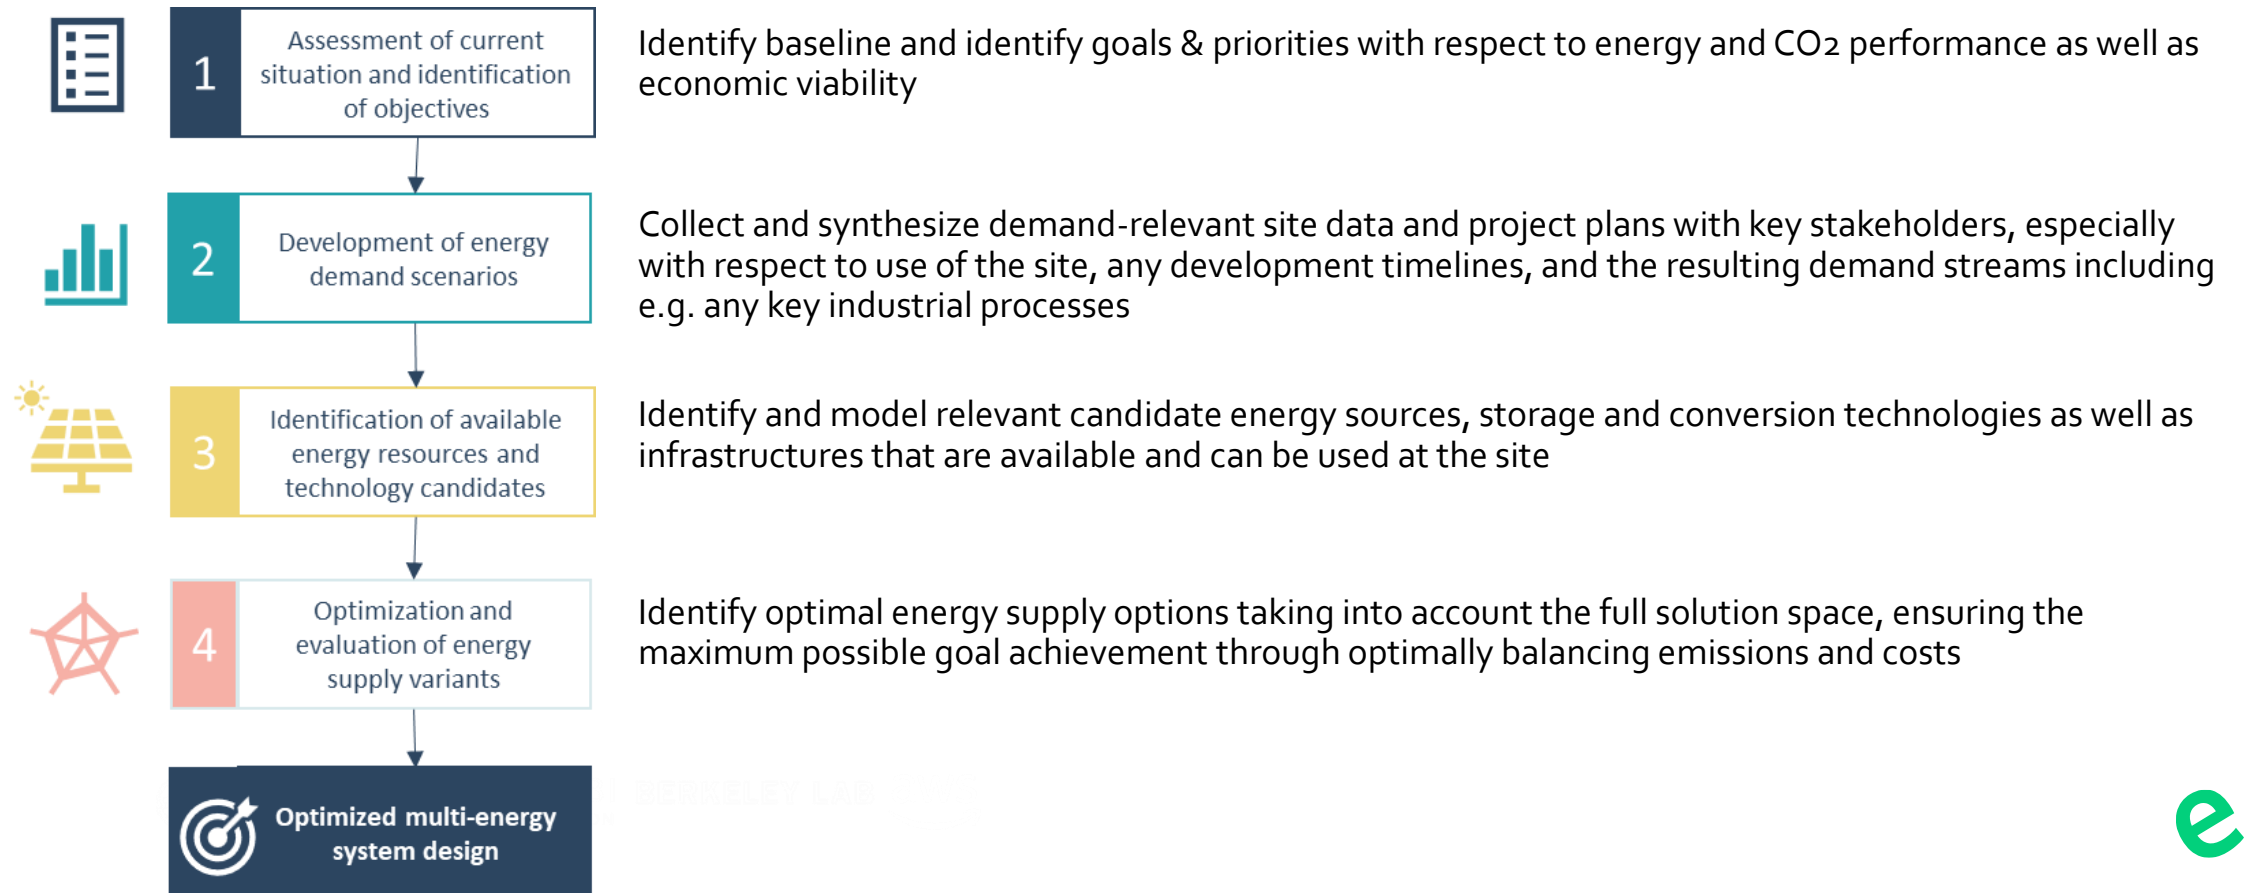 1
Assessment of current
situation and identification
of objectives
Identify baseline and identify goals & priorities with respect to energy and CO2 performance as well as
economic viability
2
Development of energy
demand scenarios
Collect and synthesize demand-relevant site data and project plans with key stakeholders, especially
with respect to use of the site, any development timelines, and the resulting demand streams including
e.g. any key industrial processes
3
Identification of available
energy resources and
technology candidates
Identify and model relevant candidate energy sources, storage and conversion technologies as well as
infrastructures that are available and can be used at the site
4
Optimization and
evaluation of energy
supply variants
Identify optimal energy supply options taking into account the full solution space, ensuring the
maximum possible goal achievement through optimally balancing emissions and costs
Optimized multi-energy
system design
BERKELEY LAB
e